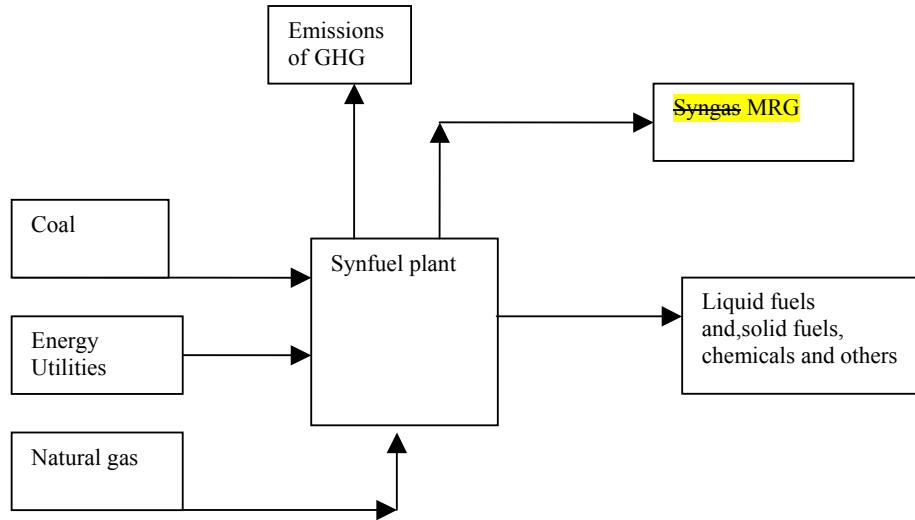 Emissions
of GHG
Syngas MRG
Coal
Synfuel plant
Liquid fuels
and,solid fuels,
chemicals and others
Energy
Utilities
Natural gas